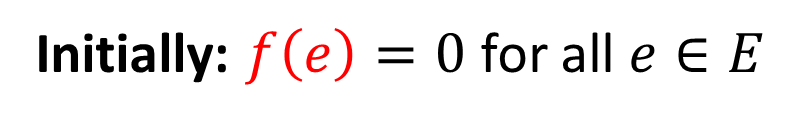 Initially: f(e) = 0 for all e ∈ E